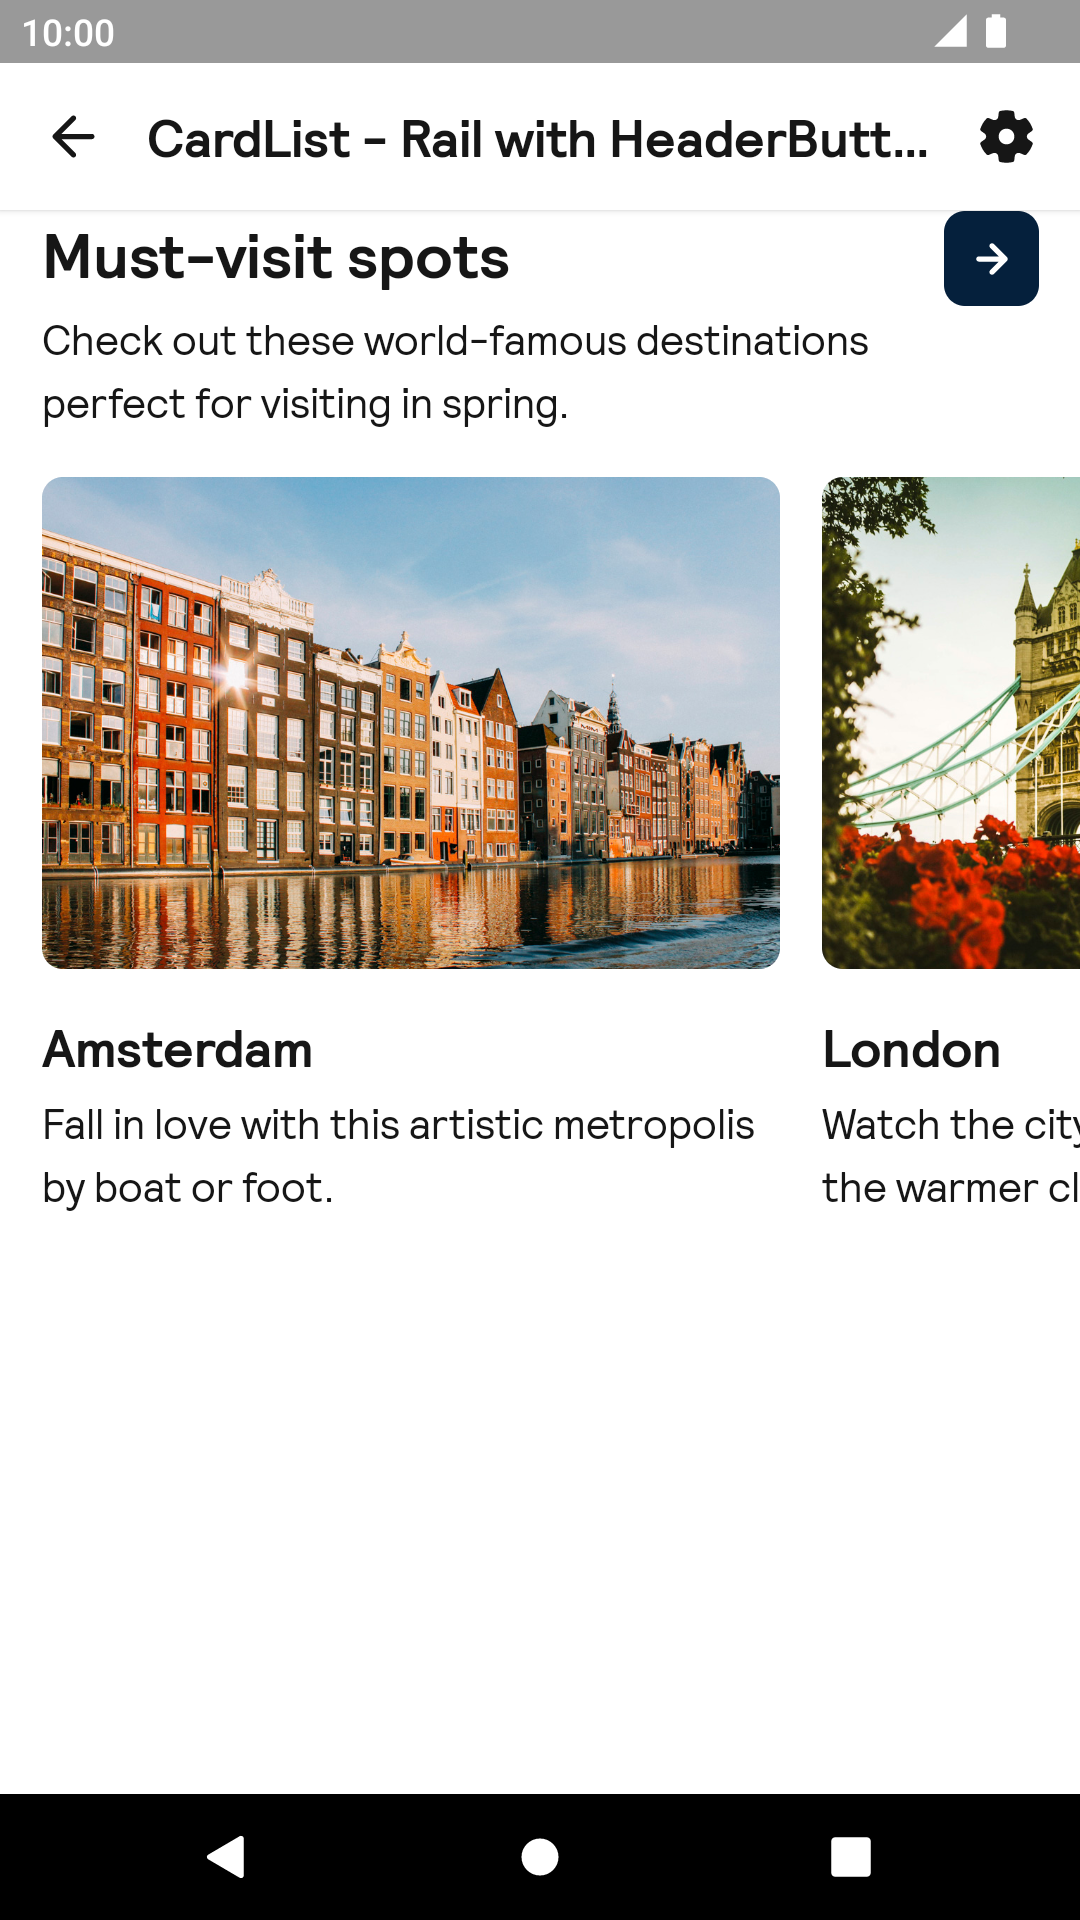 10:00
CardList - Rail with HeaderButt...
Must-visit spots
Check out these world-famous destinations
perfect for visiting in spring.
Amsterdam
Fall in love with this artistic metropolis
by boat or foot.
London
Watch the city
the warmer cl